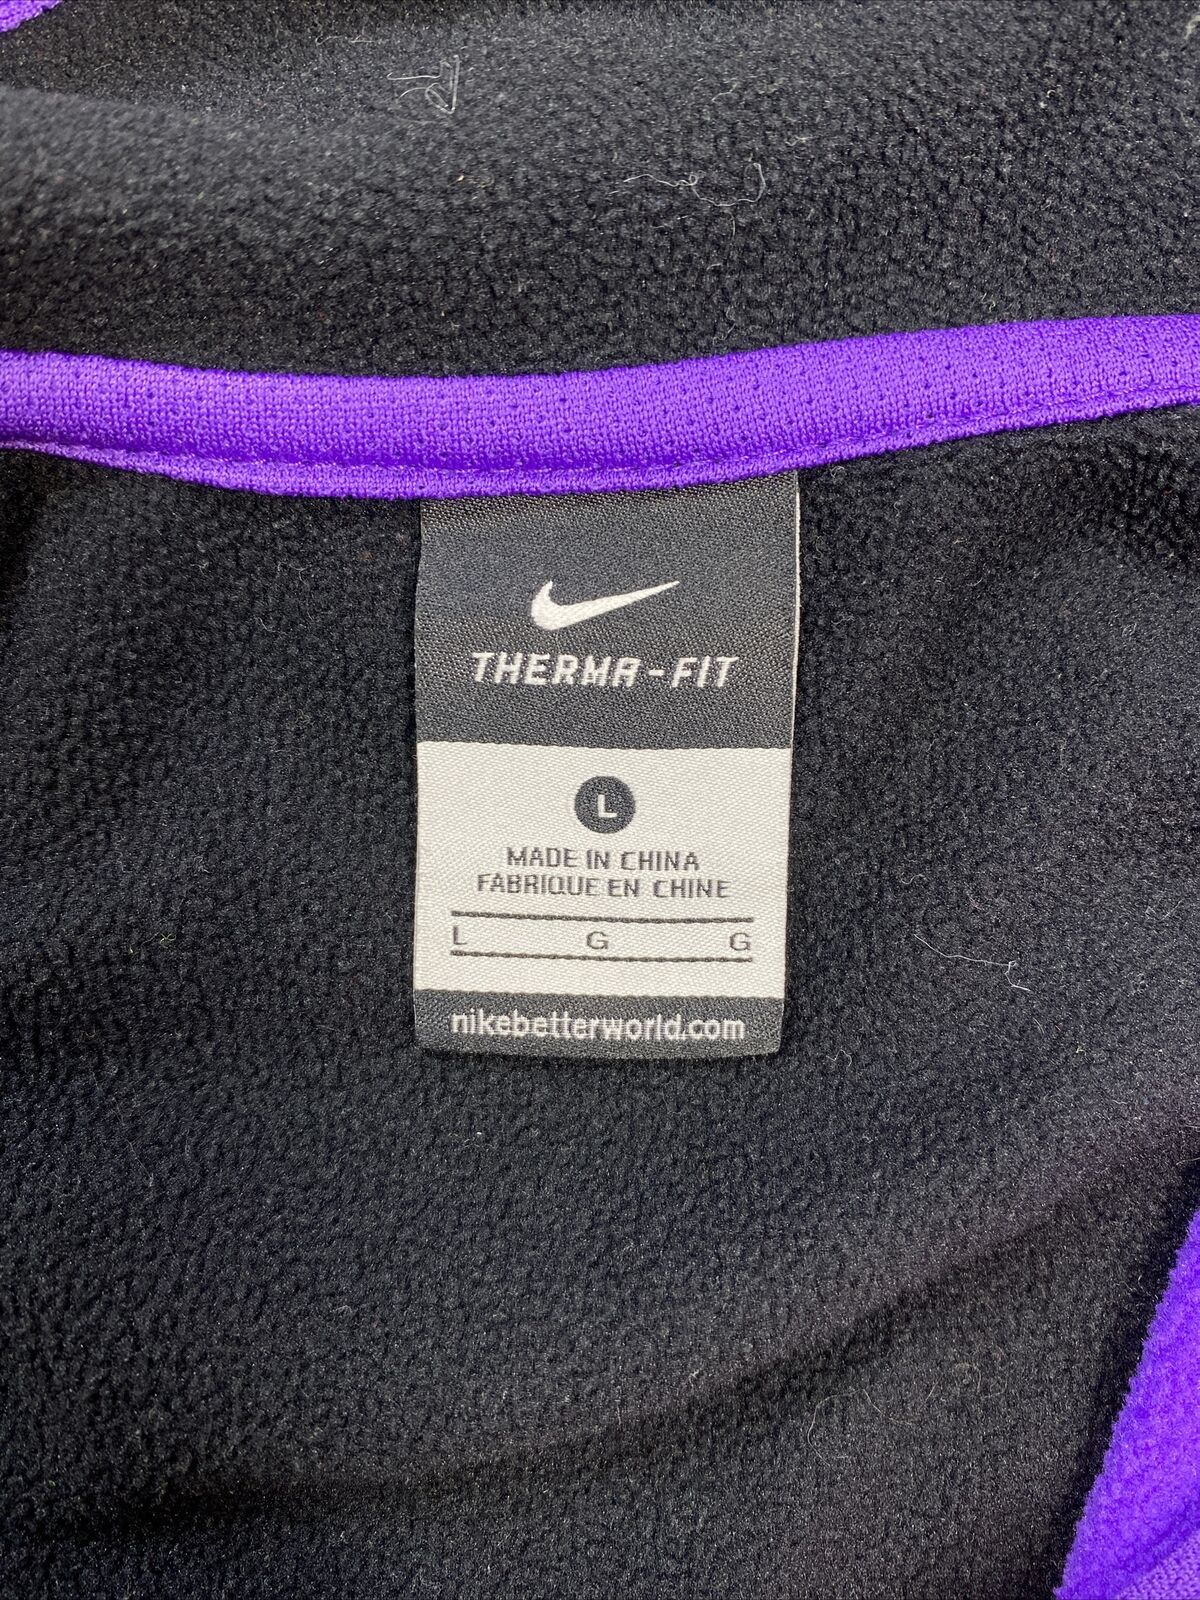 THERMA-FIT
L
MADE IN CHINA
FABRIQUE EN CHINE
L G G
nikebetterworld.com